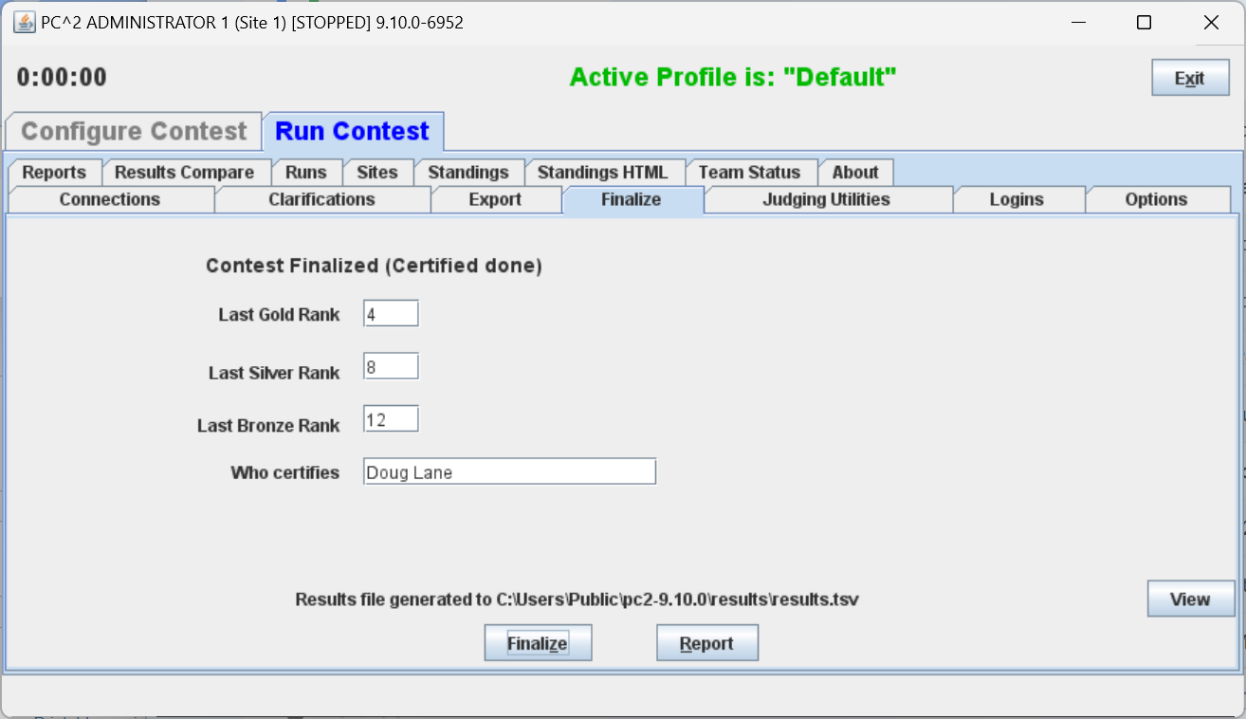 PC^2 ADMINISTRATOR 1 (Site 1) [STOPPED] 9.10.0-6952
0:00:00 Active Profile is: "Default" Exit
Configure Contest Run Contest
Reports Results Compare Runs Sites Standings Standings HTML Team Status About
Connections Clarifications Export Finalize Judging Utilities Logins Options
Contest Finalized (Certified done)
Last Gold Rank 4
Last Silver Rank 8
Last Bronze Rank 12
Who certifies Doug Lane
Results file generated to C:\Users\Public\pc2-9.10.0\results\results.tsv View
Finalize Report